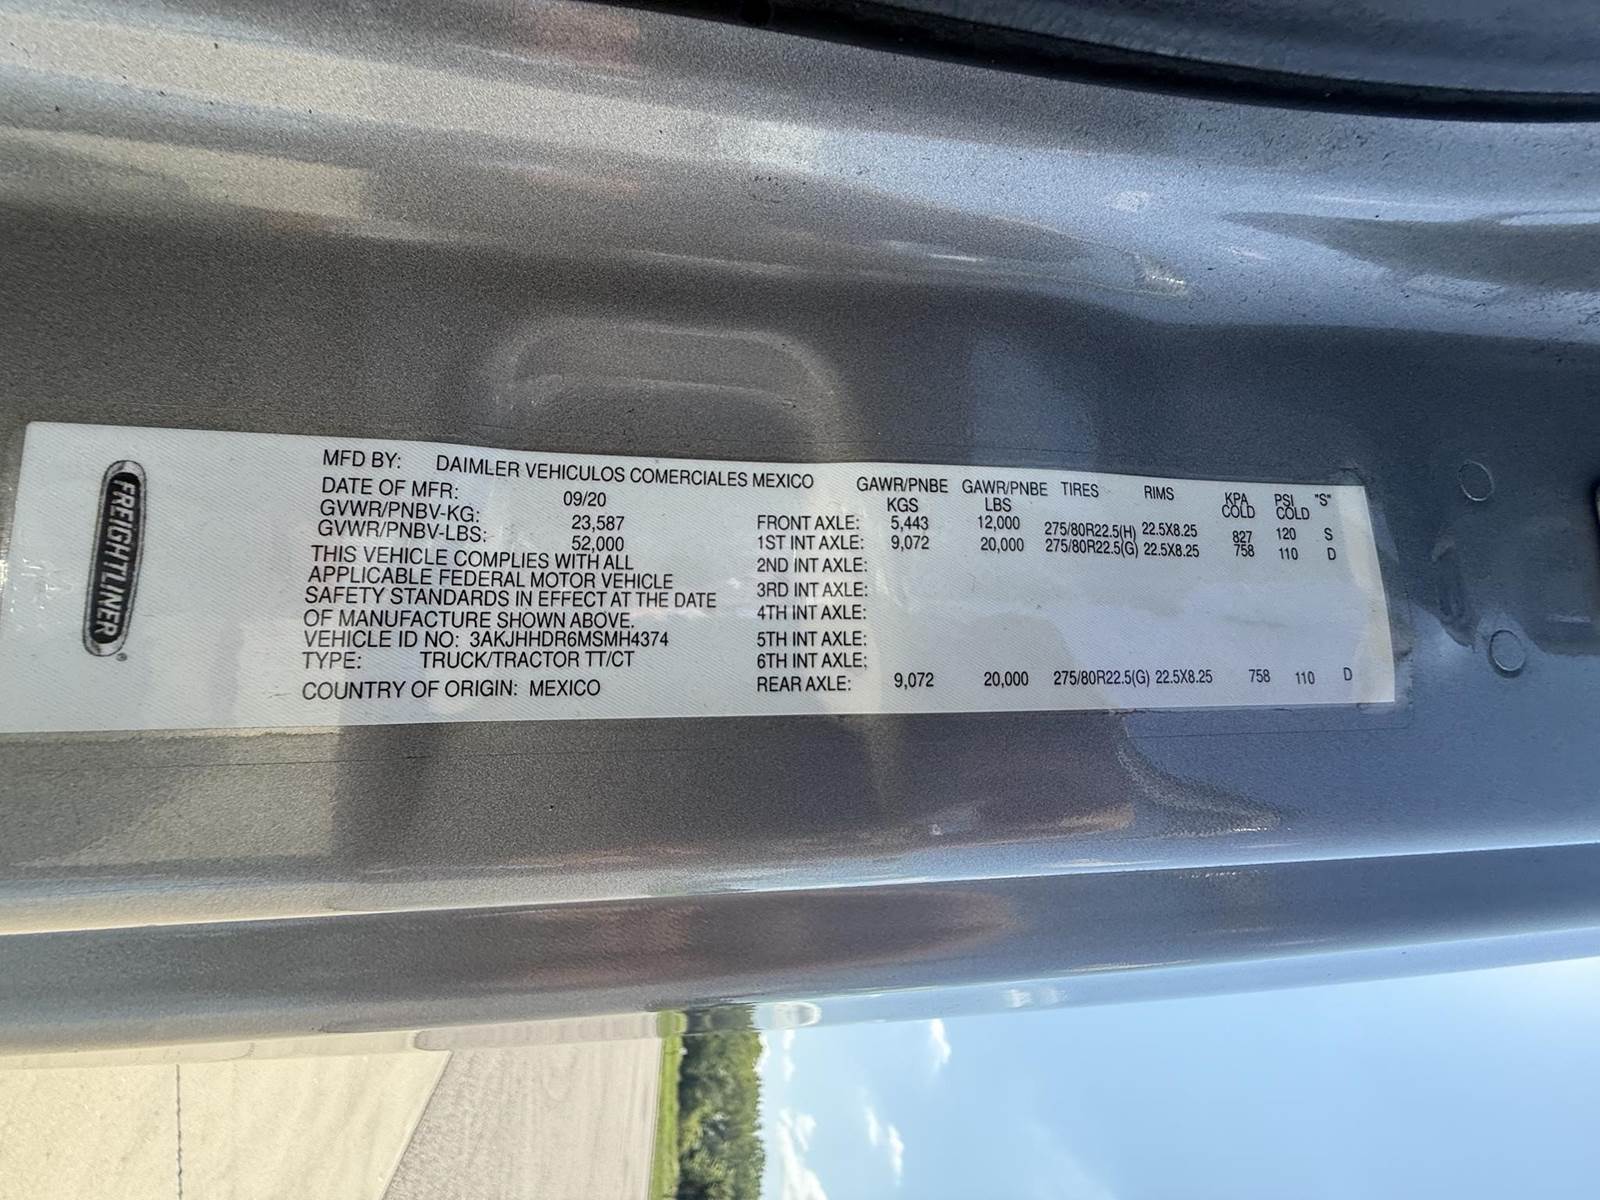 FREIGHTLINER®
MFD BY: DAIMLER VEHICULOS COMERCIALES MEXICO
DATE OF MFR: 09/20
GVWR/PNBV-KG: 23,587
GVWR/PNBV-LBS: 52,000
THIS VEHICLE COMPLIES WITH ALL
APPLICABLE FEDERAL MOTOR VEHICLE
SAFETY STANDARDS IN EFFECT AT THE DATE
OF MANUFACTURE SHOWN ABOVE.
VEHICLE ID NO: 3AKJHHDR6MSMH4374
TYPE: TRUCK/TRACTOR TT/CT
COUNTRY OF ORIGIN: MEXICO
GAWR/PNBE KGS GAWR/PNBE LBS TIRES RIMS KPA COLD PSI COLD "S"
FRONT AXLE: 5,443 12,000 275/80R22.5(H) 22.5X8.25 827 120 S
1ST INT AXLE: 9,072 20,000 275/80R22.5(G) 22.5X8.25 758 110 D
2ND INT AXLE:
3RD INT AXLE:
4TH INT AXLE:
5TH INT AXLE:
6TH INT AXLE:
REAR AXLE: 9,072 20,000 275/80R22.5(G) 22.5X8.25 758 110 D